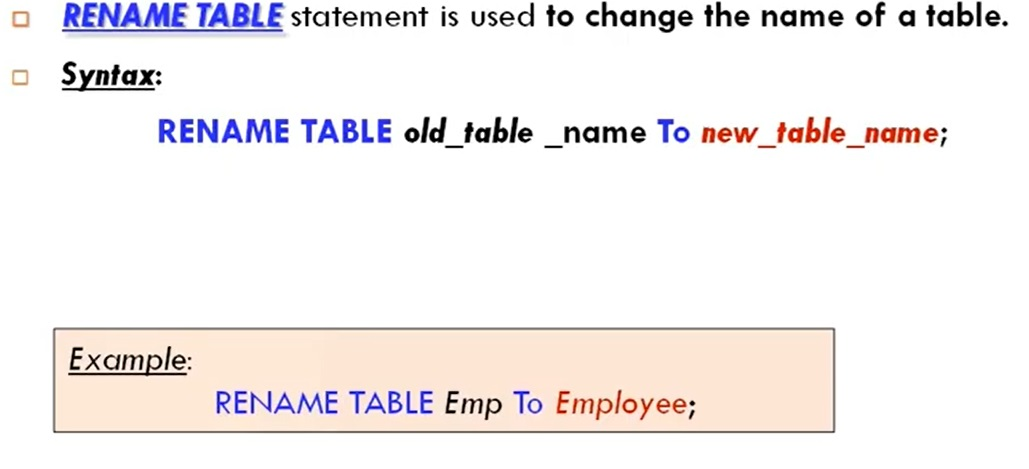 RENAME TABLE statement is used to change the name of a table.
Syntax:
RENAME TABLE old_table _name To new_table_name;
Example:
RENAME TABLE Emp To Employee;